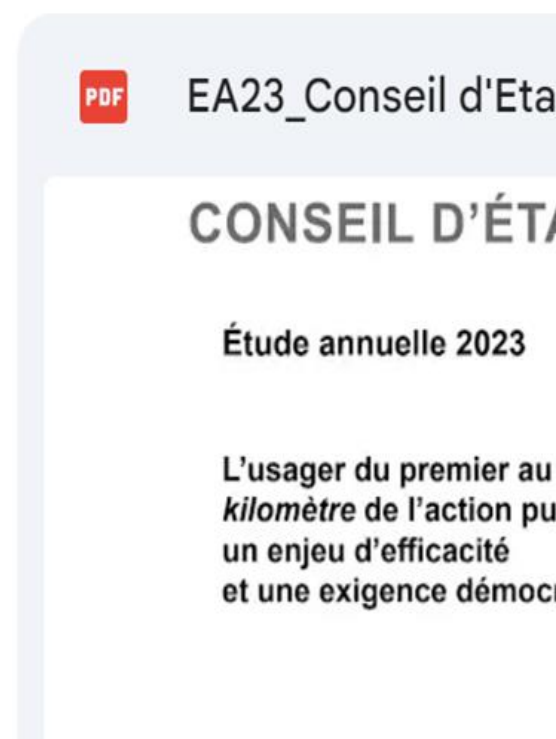 PDF
EA23_Conseil d'Eta
CONSEIL D'ÉTA
Étude annuelle 2023
L'usager du premier au
kilomètre de l'action pu
un enjeu d'efficacité
et une exigence démocr